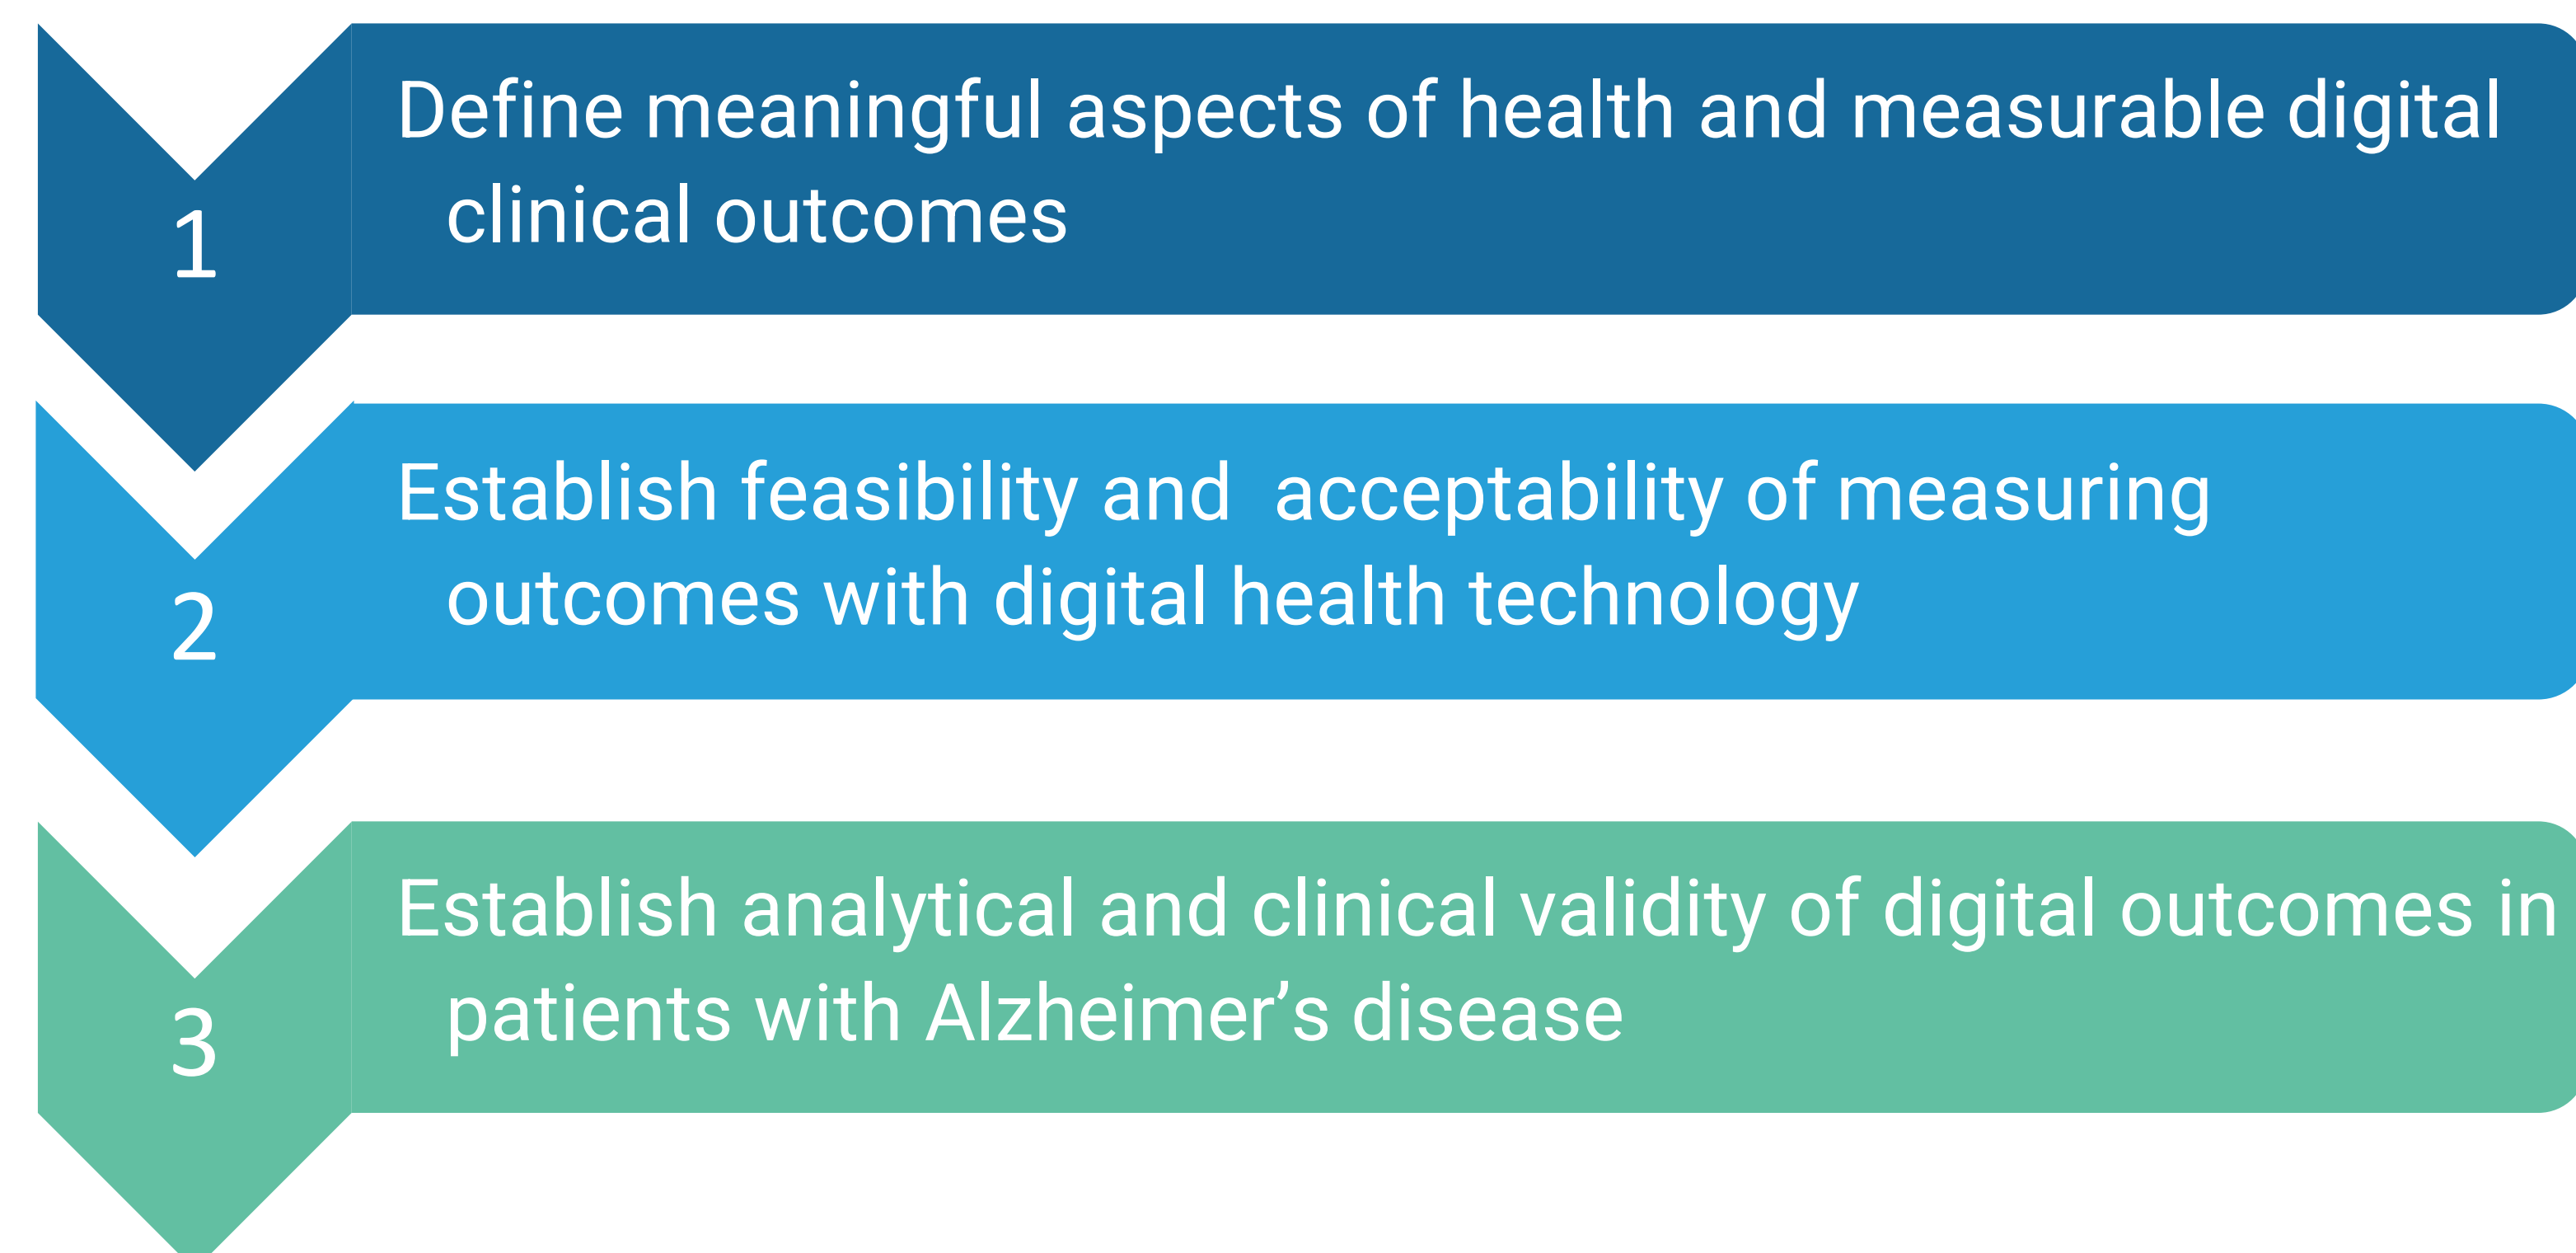 1
Define meaningful aspects of health and measurable digital
clinical outcomes
2
Establish feasibility and  acceptability of measuring
outcomes with digital health technology
3
Establish analytical and clinical validity of digital outcomes in
patients with Alzheimer’s disease